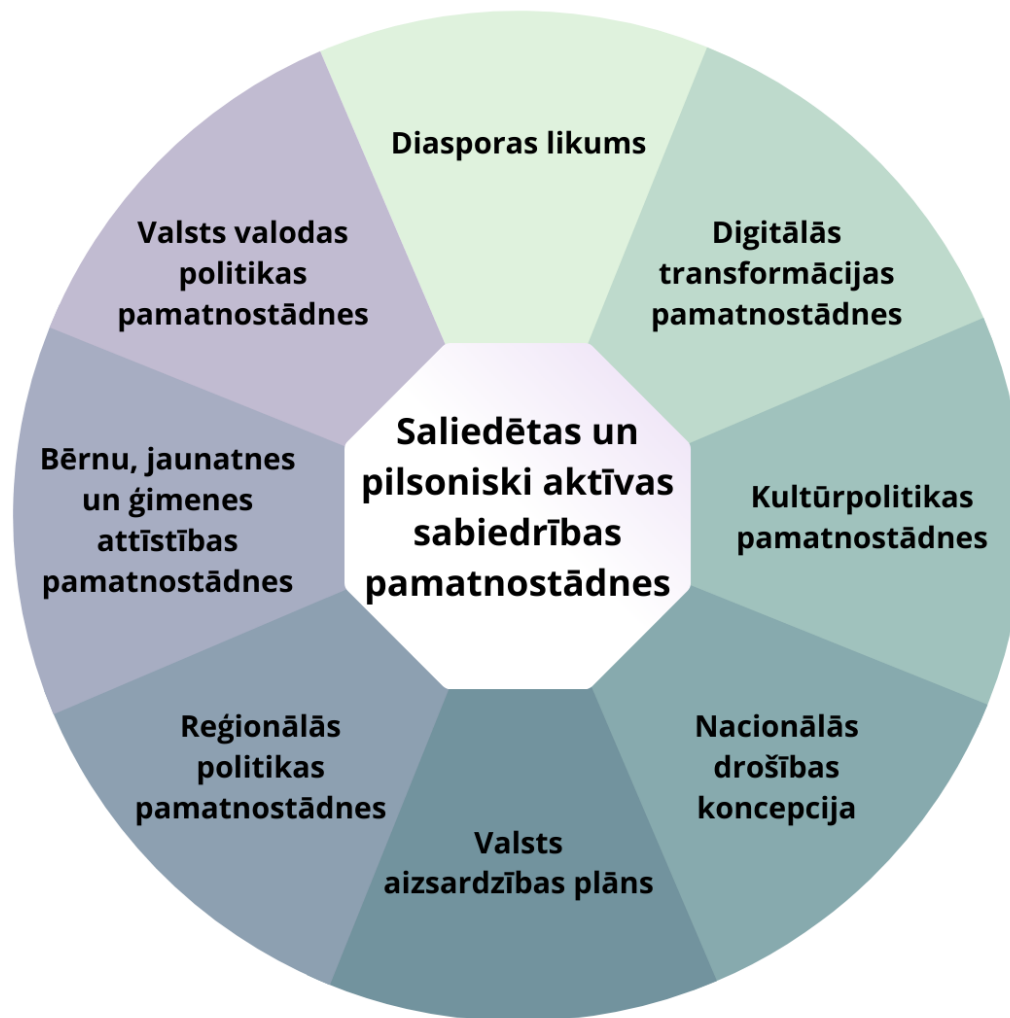 Diasporas likums
Digitālās
transformācijas
pamatnostādnes
Kultūrpolitikas
pamatnostādnes
Nacionālās
drošības
koncepcija
Valsts
aizsardzības plāns
Reģionālās
politikas
pamatnostādnes
Bērnu, jaunatnes
un ģimenes
attīstības
pamatnostādnes
Valsts valodas
politikas
pamatnostādnes
Saliedētas un
pilsoniski aktīvas
sabiedrības
pamatnostādnes